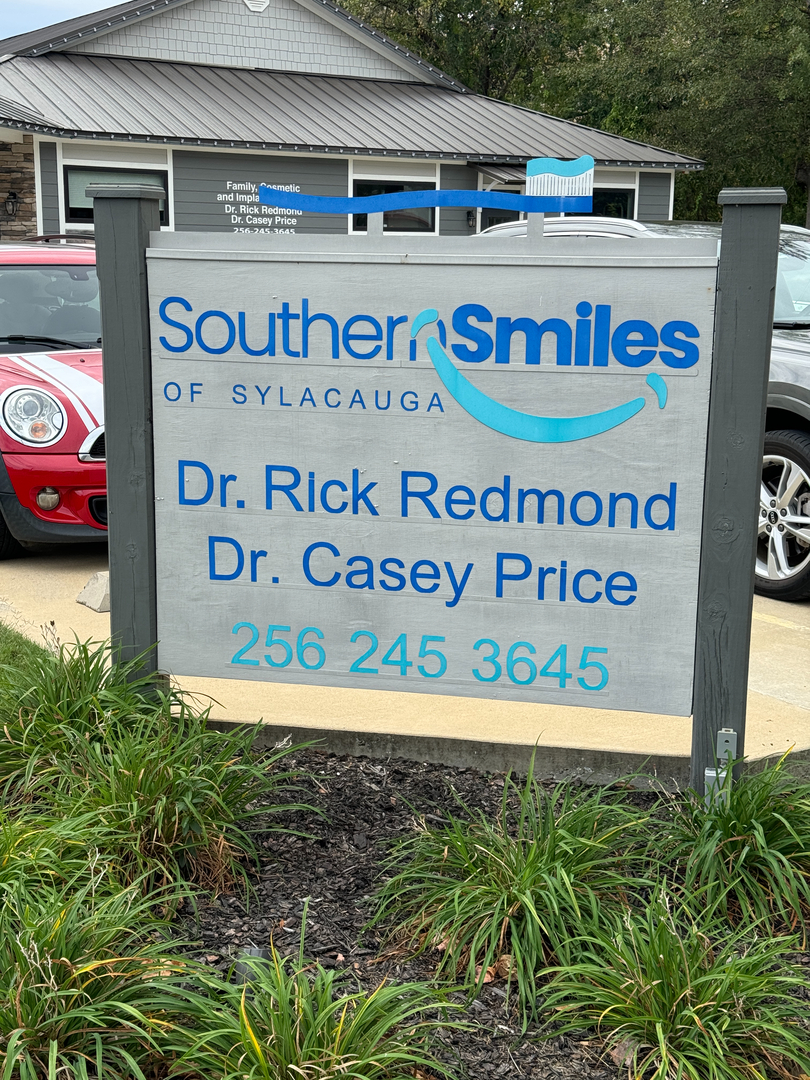 Family, Cosmetic
and Implant
Dr. Rick Redmond
Dr. Casey Price
256-245-3645
SouthernSmiles
OF SYLACAUGA
Dr. Rick Redmond
Dr. Casey Price
256 245 3645